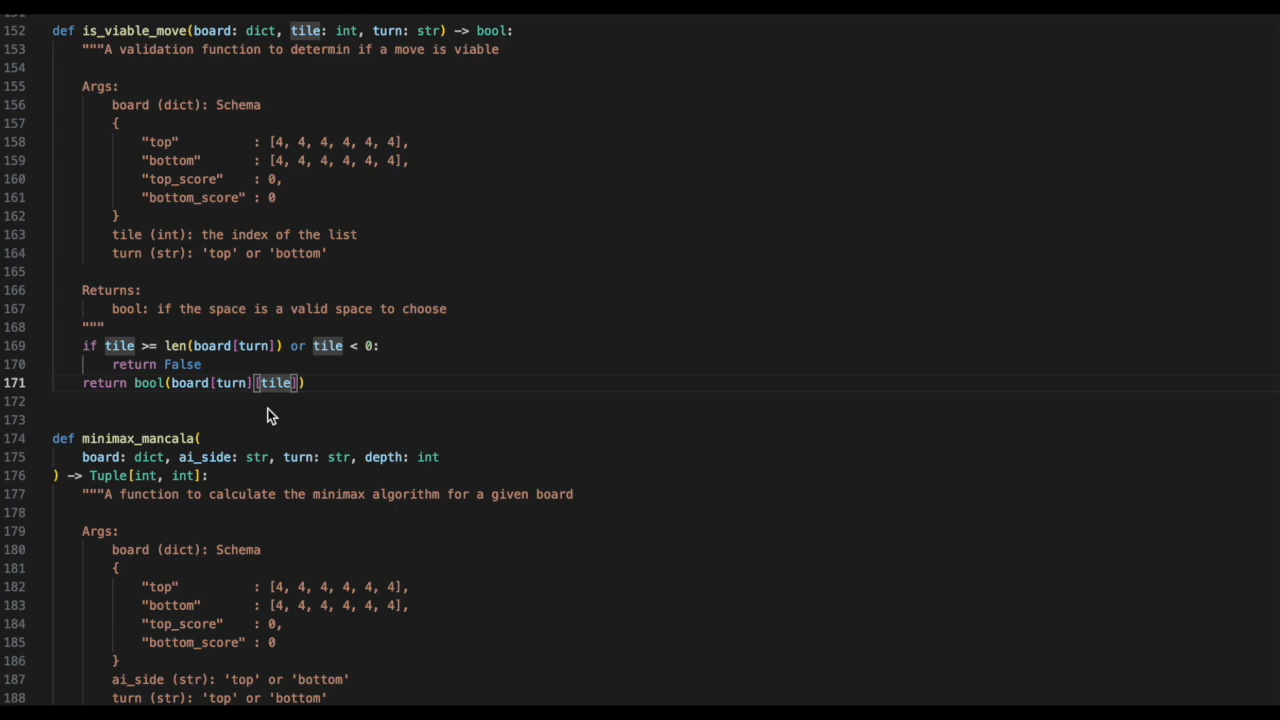 152 def is_viable_move(board: dict, tile: int, turn: str) -> bool:
153 """A validation function to determin if a move is viable
154
155 Args:
156 board (dict): Schema
157 {
158 "top" : [4, 4, 4, 4, 4, 4],
159 "bottom" : [4, 4, 4, 4, 4, 4],
160 "top_score" : 0,
161 "bottom_score" : 0
162 }
163 tile (int): the index of the list
164 turn (str): 'top' or 'bottom'
165
166 Returns:
167 bool: if the space is a valid space to choose
168 """
169 if tile >= len(board[turn]) or tile < 0:
170 return False
171 return bool(board[turn][tile])
172
173
174 def minimax_mancala(
175 board: dict, ai_side: str, turn: str, depth: int
176 ) -> Tuple[int, int]:
177 """A function to calculate the minimax algorithm for a given board
178
179 Args:
180 board (dict): Schema
181 {
182 "top" : [4, 4, 4, 4, 4, 4],
183 "bottom" : [4, 4, 4, 4, 4, 4],
184 "top_score" : 0,
185 "bottom_score" : 0
186 }
187 ai_side (str): 'top' or 'bottom'
188 turn (str): 'top' or 'bottom'